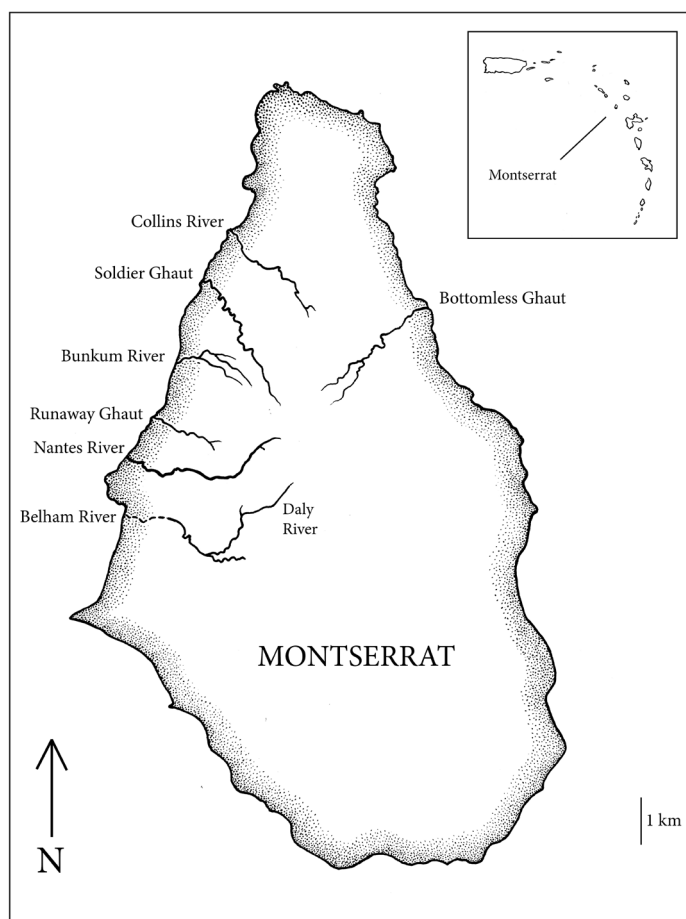 Montserrat
Collins River
Soldier Ghaut
Bottomless Ghaut
Bunkum River
Runaway Ghaut
Nantes River
Belham River
Daly
River
MONTSERRAT
1 km
N